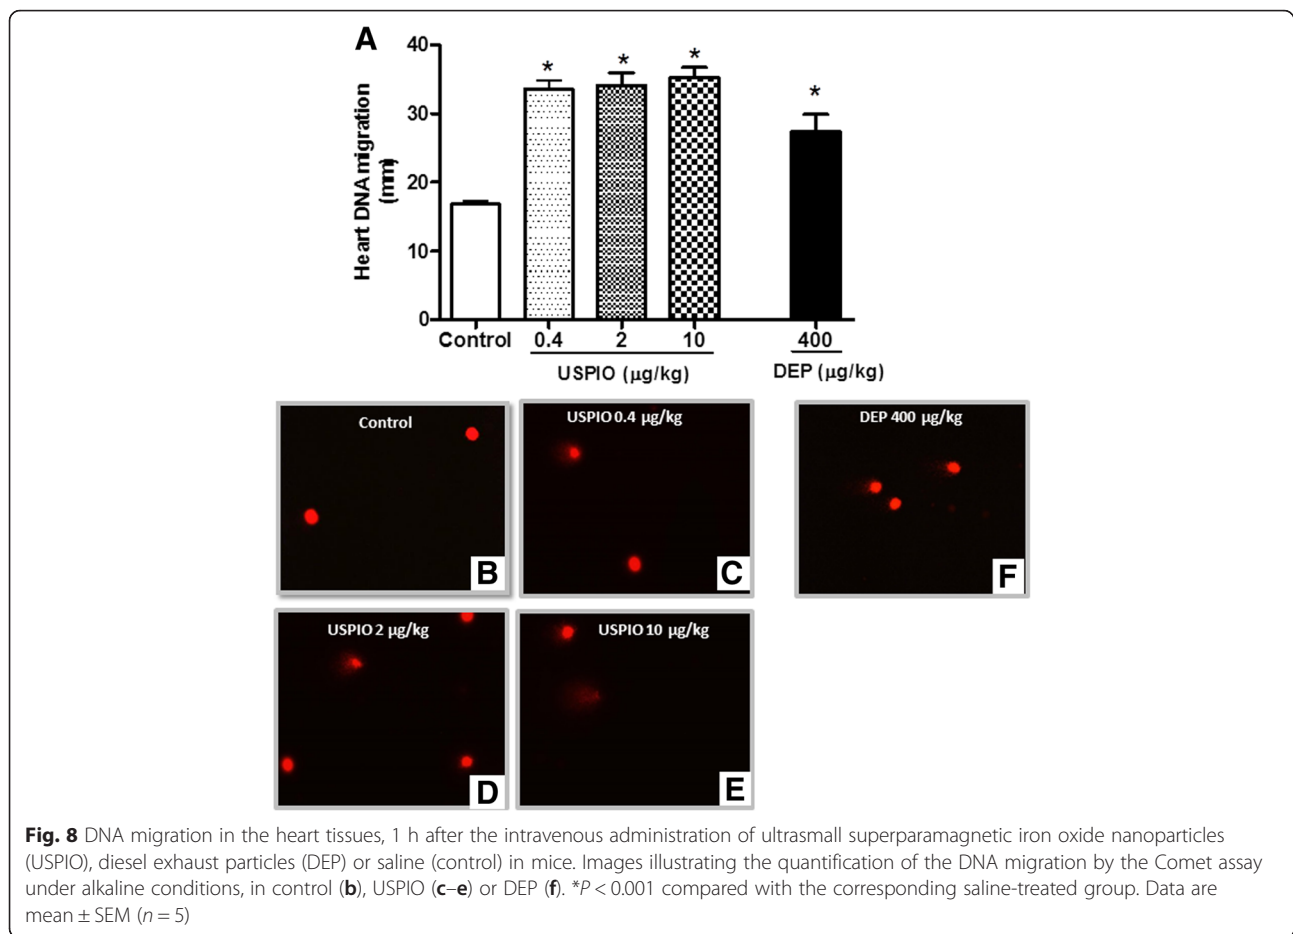 A
40
30
20
10
0
Heart DNA migration
(mm)
* * * *
Control 0.4 2 10 400
USPIO (µg/kg) DEP (µg/kg)
Control
B
USPIO 0.4 µg/kg
C
DEP 400 µg/kg
F
USPIO 2 µg/kg
D
USPIO 10 µg/kg
E
Fig. 8 DNA migration in the heart tissues, 1 h after the intravenous administration of ultrasmall superparamagnetic iron oxide nanoparticles
(USPIO), diesel exhaust particles (DEP) or saline (control) in mice. Images illustrating the quantification of the DNA migration by the Comet assay
under alkaline conditions, in control (b), USPIO (c–e) or DEP (f). *P < 0.001 compared with the corresponding saline-treated group. Data are
mean ± SEM (n = 5)